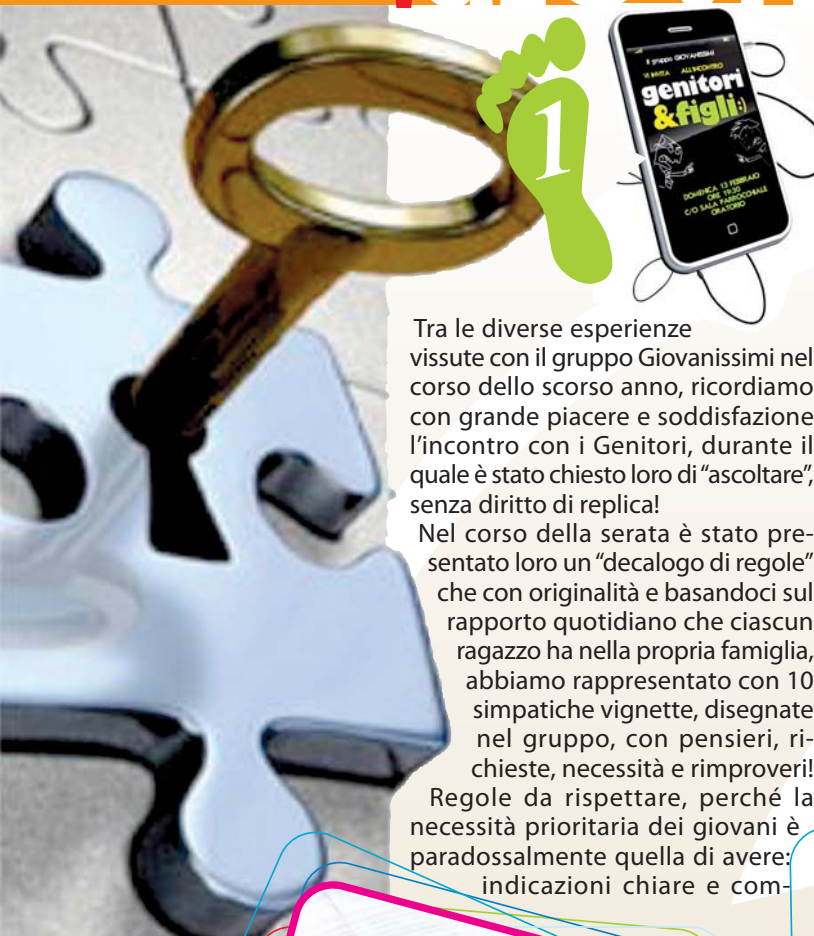 1
il gruppo GIOVANISSIMI
VI INVITA ALL'INCONTRO
genitori
&figli:)
DOMENICA 13 FEBBRAIO
ORE 19:30
C/O SALA PARROCCHIALE
ORATORIO
Tra le diverse esperienze
vissute con il gruppo Giovanissimi nel
corso dello scorso anno, ricordiamo
con grande piacere e soddisfazione
l'incontro con i Genitori, durante il
quale è stato chiesto loro di "ascoltare",
senza diritto di replica!
Nel corso della serata è stato pre-
sentato loro un "decalogo di regole"
che con originalità e basandoci sul
rapporto quotidiano che ciascun
ragazzo ha nella propria famiglia,
abbiamo rappresentato con 10
simpatiche vignette, disegnate
nel gruppo, con pensieri, ri-
chieste, necessità e rimproveri!
Regole da rispettare, perché la
necessità prioritaria dei giovani è
paradossalmente quella di avere:
indicazioni chiare e com-